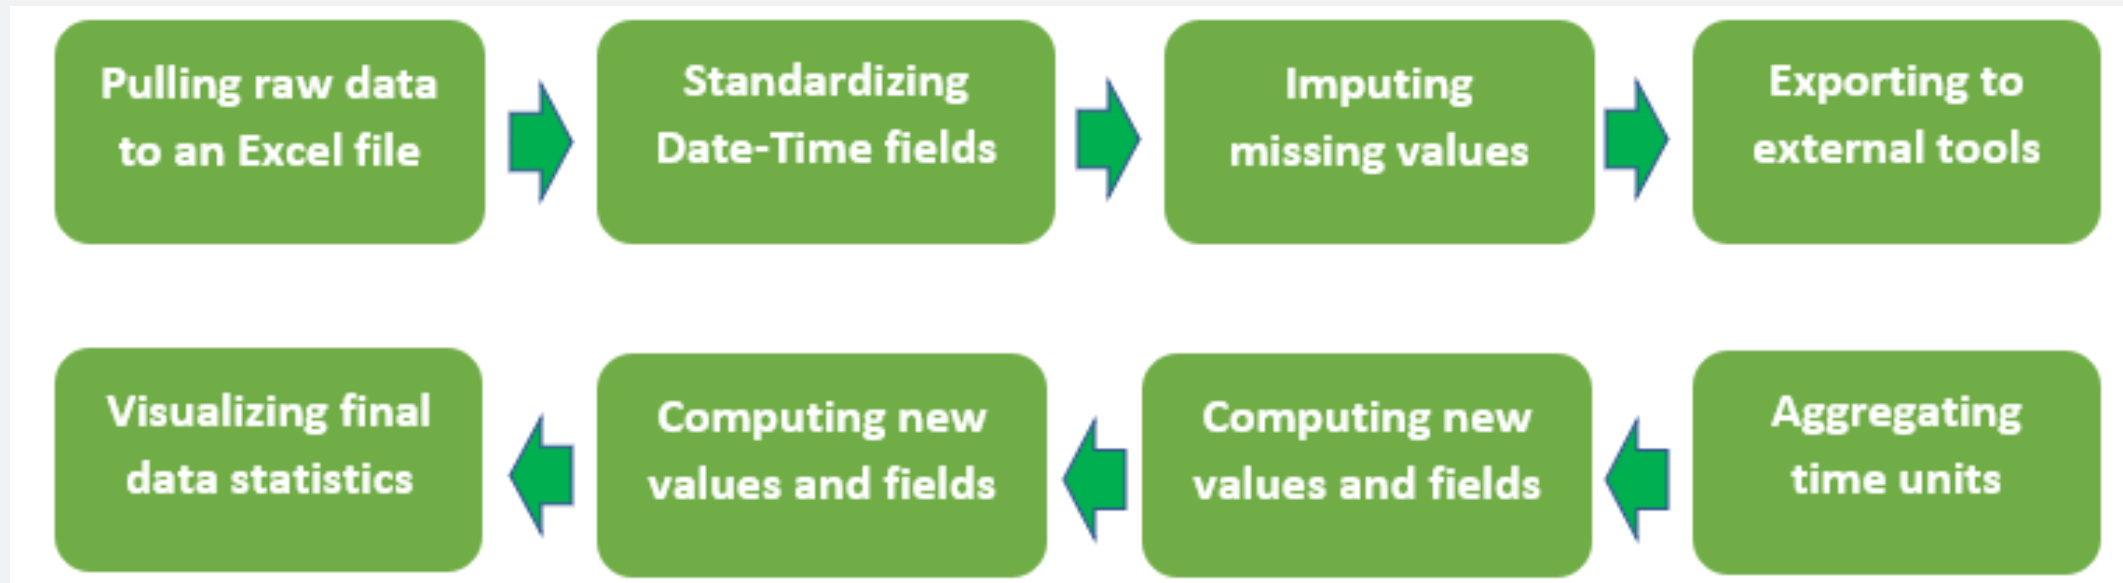 Pulling raw data
to an Excel file
Standardizing
Date-Time fields
Imputing
missing values
Exporting to
external tools
Aggregating
time units
Computing new
values and fields
Computing new
values and fields
Visualizing final
data statistics